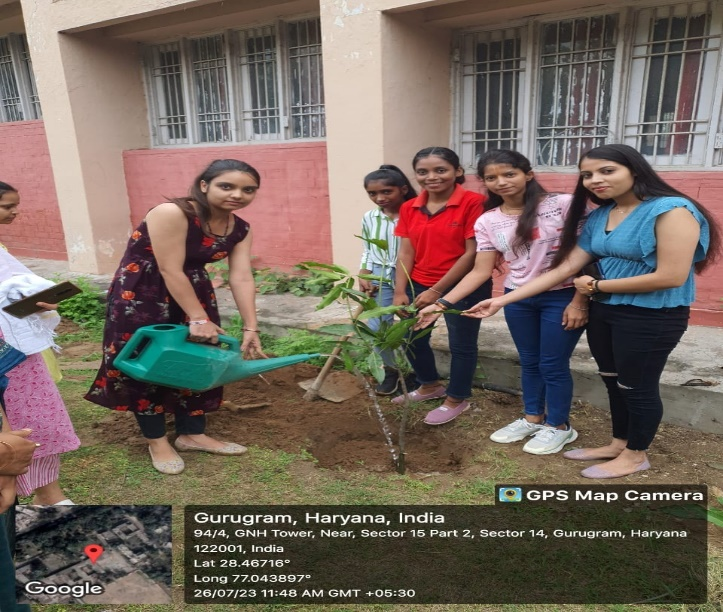 GPS Map Camera
Gurugram, Haryana, India
94/4, GNH Tower, Near, Sector 15 Part 2, Sector 14, Gurugram, Haryana
122001, India
Lat 28.46716°
Long 77.043897°
26/07/23 11:48 AM GMT +05:30
Google